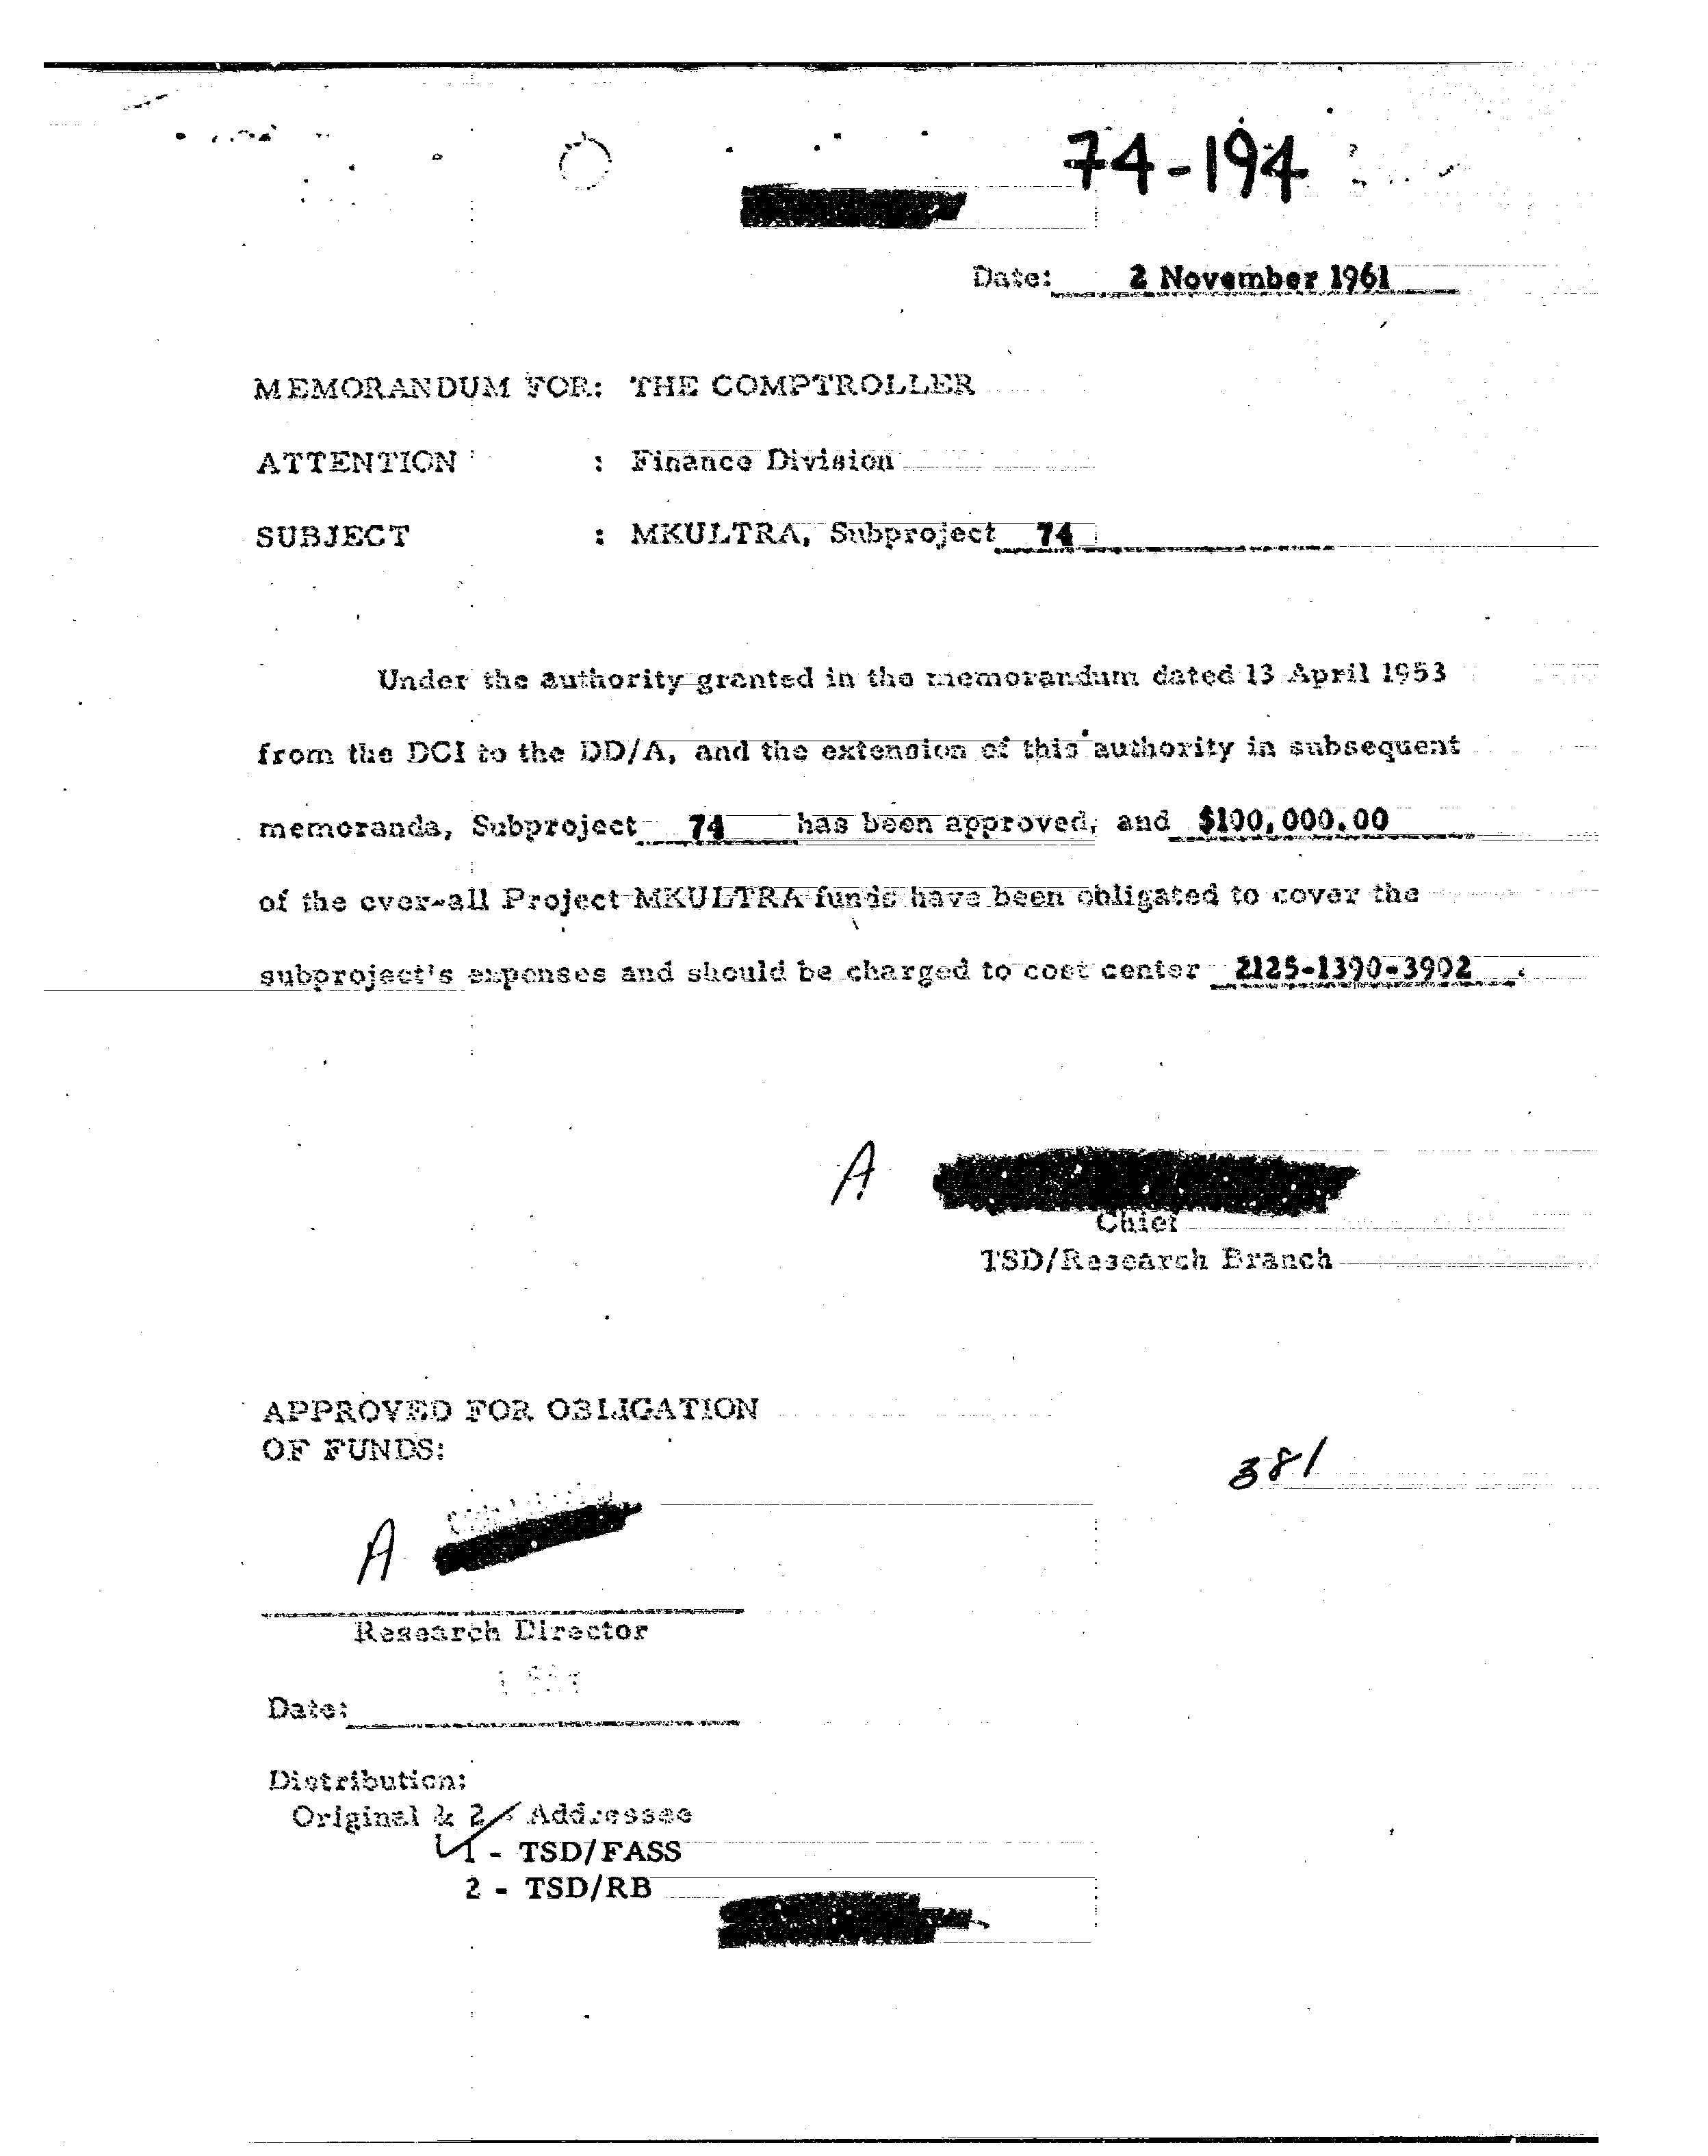 74-194
Date: 2 November 1961
MEMORANDUM FOR: THE COMPTROLLER
ATTENTION : Finance Division
SUBJECT : MKULTRA, Subproject 74
Under the authority granted in the memorandum dated 13 April 1953
from the DCI to the DD/A, and the extension of this authority in subsequent
memoranda, Subproject 74 has been approved, and $100,000.00
of the over-all Project MKULTRA funds have been obligated to cover the
subproject's expenses and should be charged to cost center 2125-1390-3902 .
A
Chief
TSD/Research Branch
APPROVED FOR OBLIGATION
OF FUNDS:
381
A
Research Director
Date:
Distribution:
Original & 2 - Addressee
1 - TSD/FASS
2 - TSD/RB